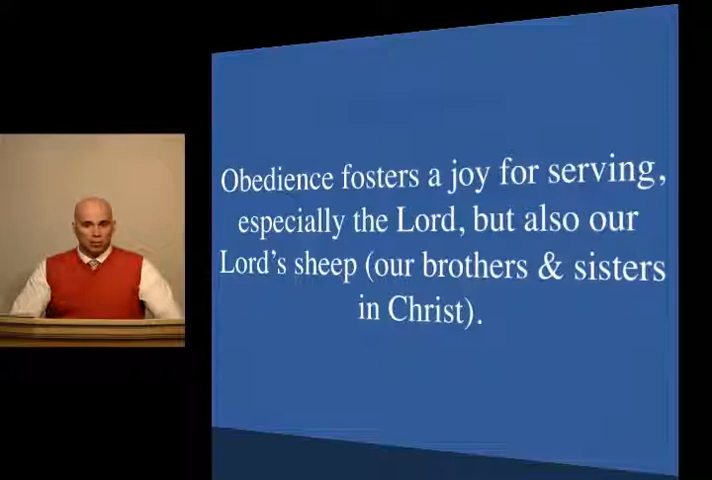 Obedience fosters a joy for serving,
especially the Lord, but also our
Lord's sheep (our brothers & sisters
in Christ).